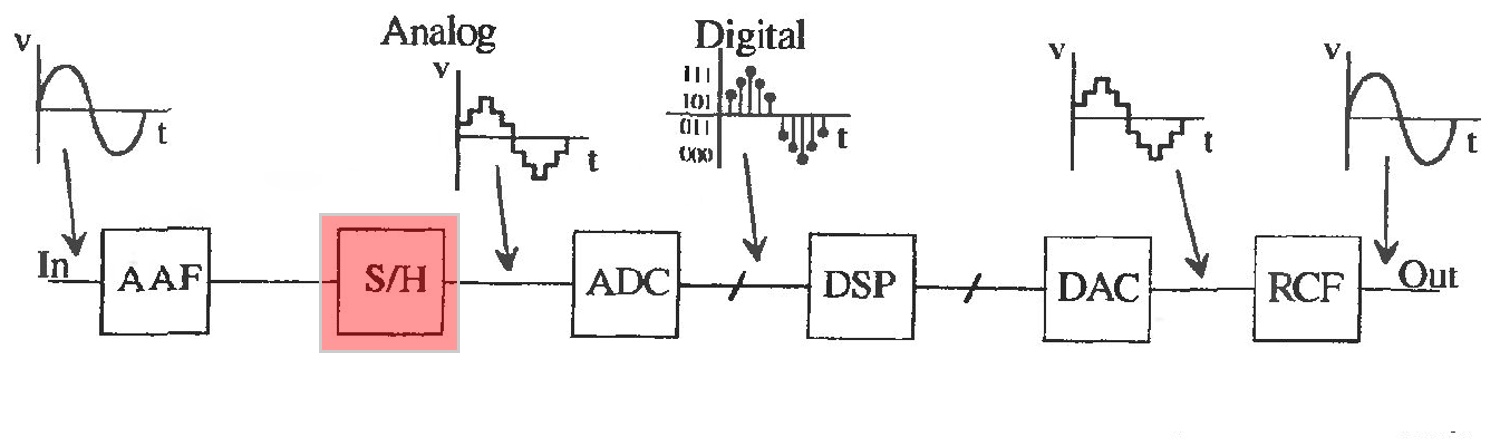 Analog
Digital
v
v
111
101
011
000
v
v
t
t
t
t
t
In
AAF
S/H
ADC
DSP
DAC
RCF
Out